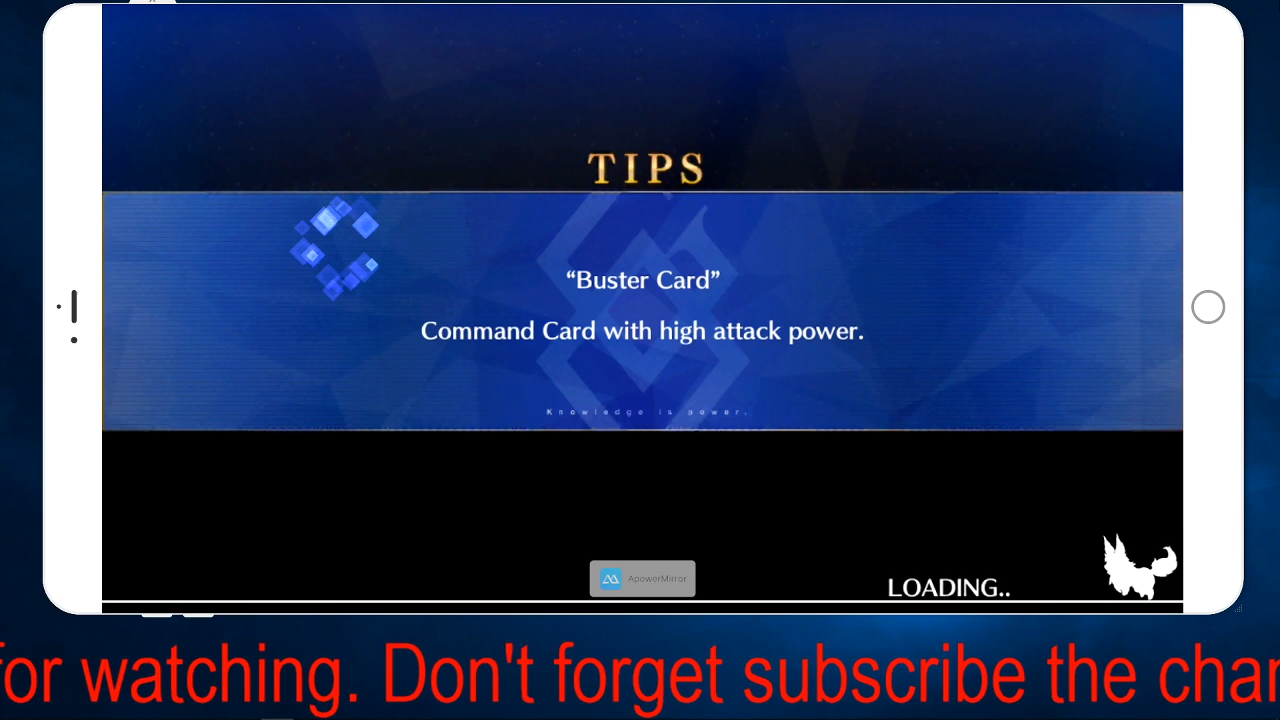 TIPS
“Buster Card”
Command Card with high attack power.
Knowledge is power.
ApowerMirror
LOADING..
for watching. Don't forget subscribe the chan